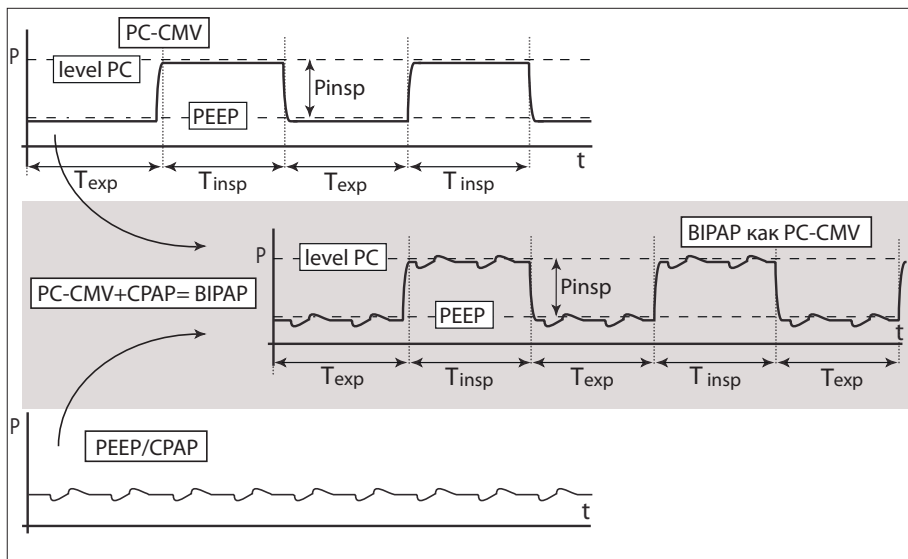 PC-CMV
P
level PC
Pinsp
PEEP
t
Texp Tinsp Texp Tinsp
BIPAP как PC-CMV
P
level PC
Pinsp
PC-CMV+CPAP= BIPAP
PEEP
t
Texp Tinsp Texp Tinsp Texp
P
PEEP/CPAP
t